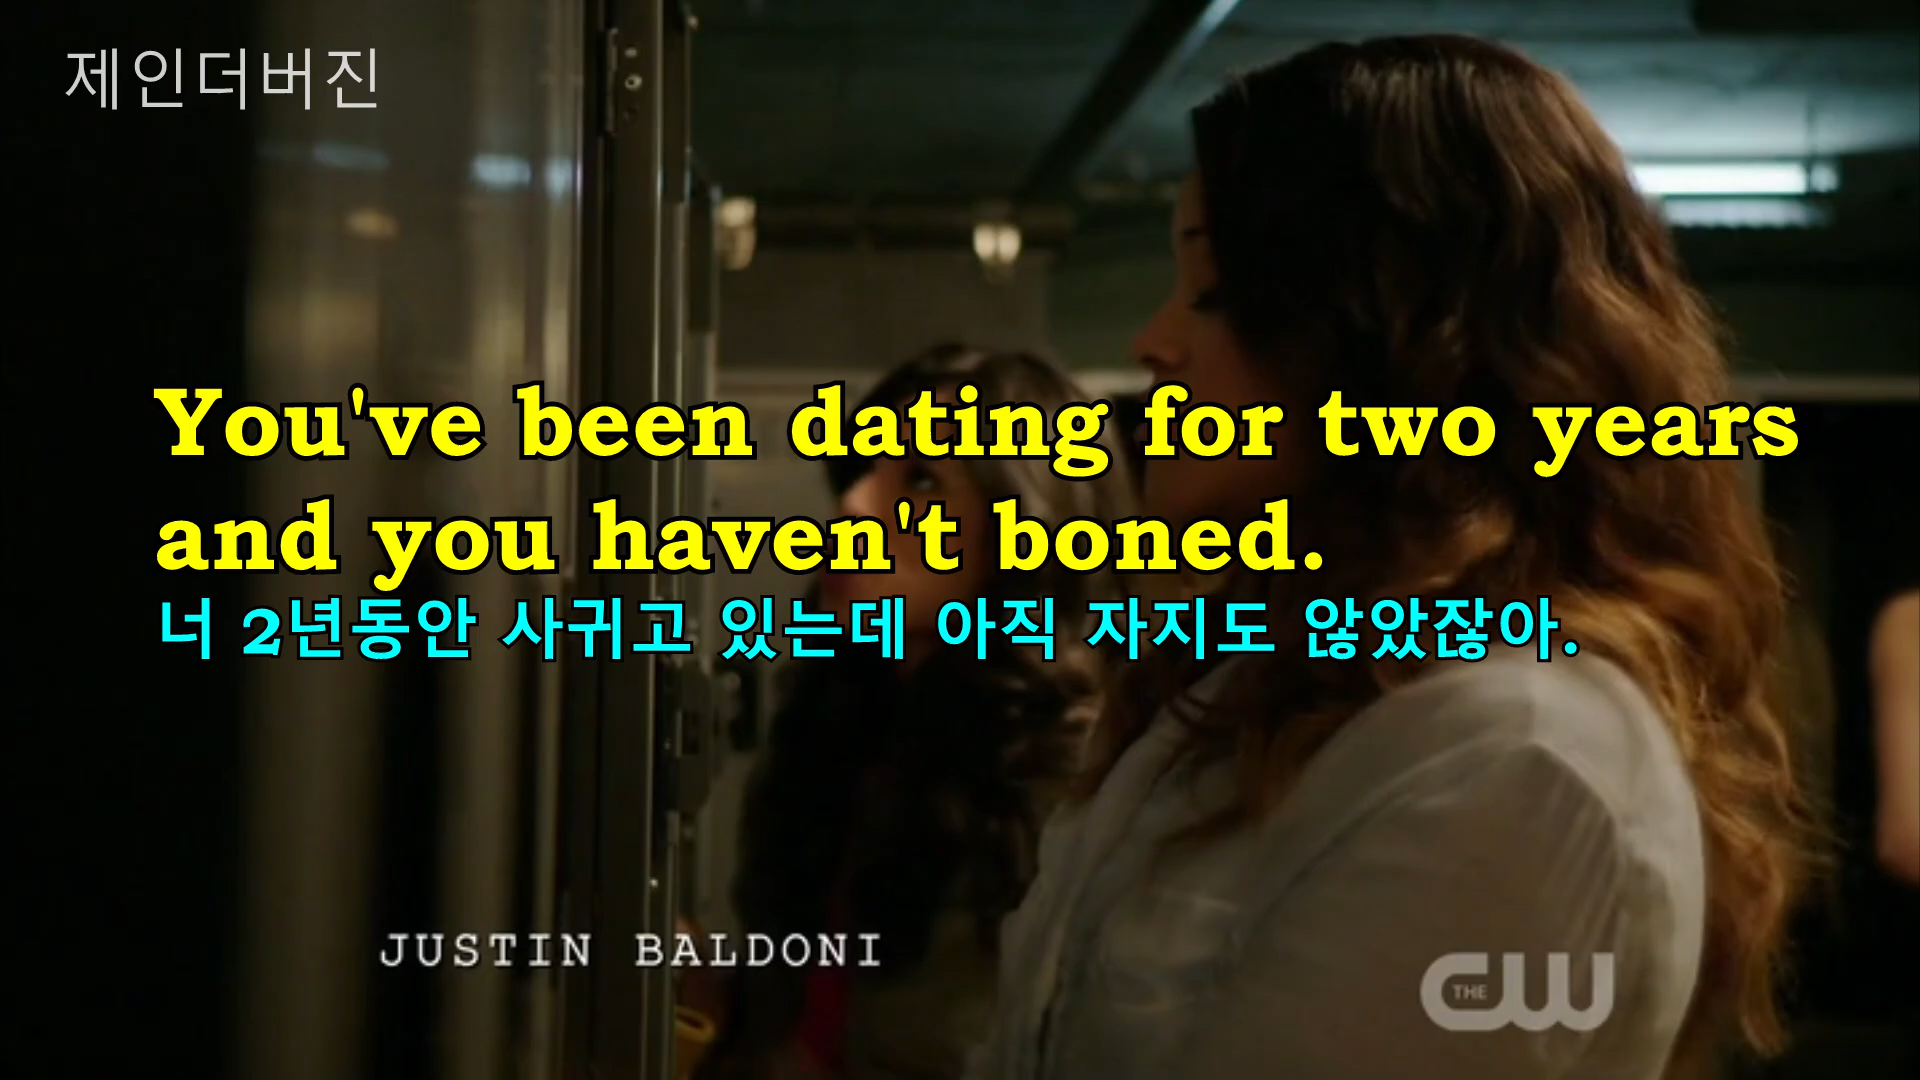 제인더버진
You've been dating for two years
and you haven't boned.
너 2년동안 사귀고 있는데 아직 자지도 않았잖아.
JUSTIN BALDONI
THE CW